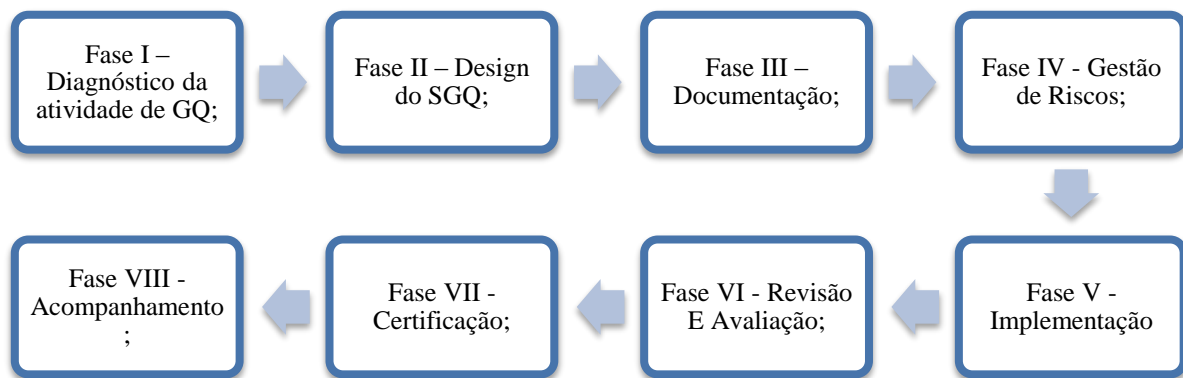 Fase I –
Diagnóstico da
atividade de GQ;
Fase II – Design
do SGQ;
Fase III –
Documentação;
Fase IV - Gestão
de Riscos;
Fase V -
Implementação
Fase VI - Revisão
E Avaliação;
Fase VII -
Certificação;
Fase VIII -
Acompanhamento
;